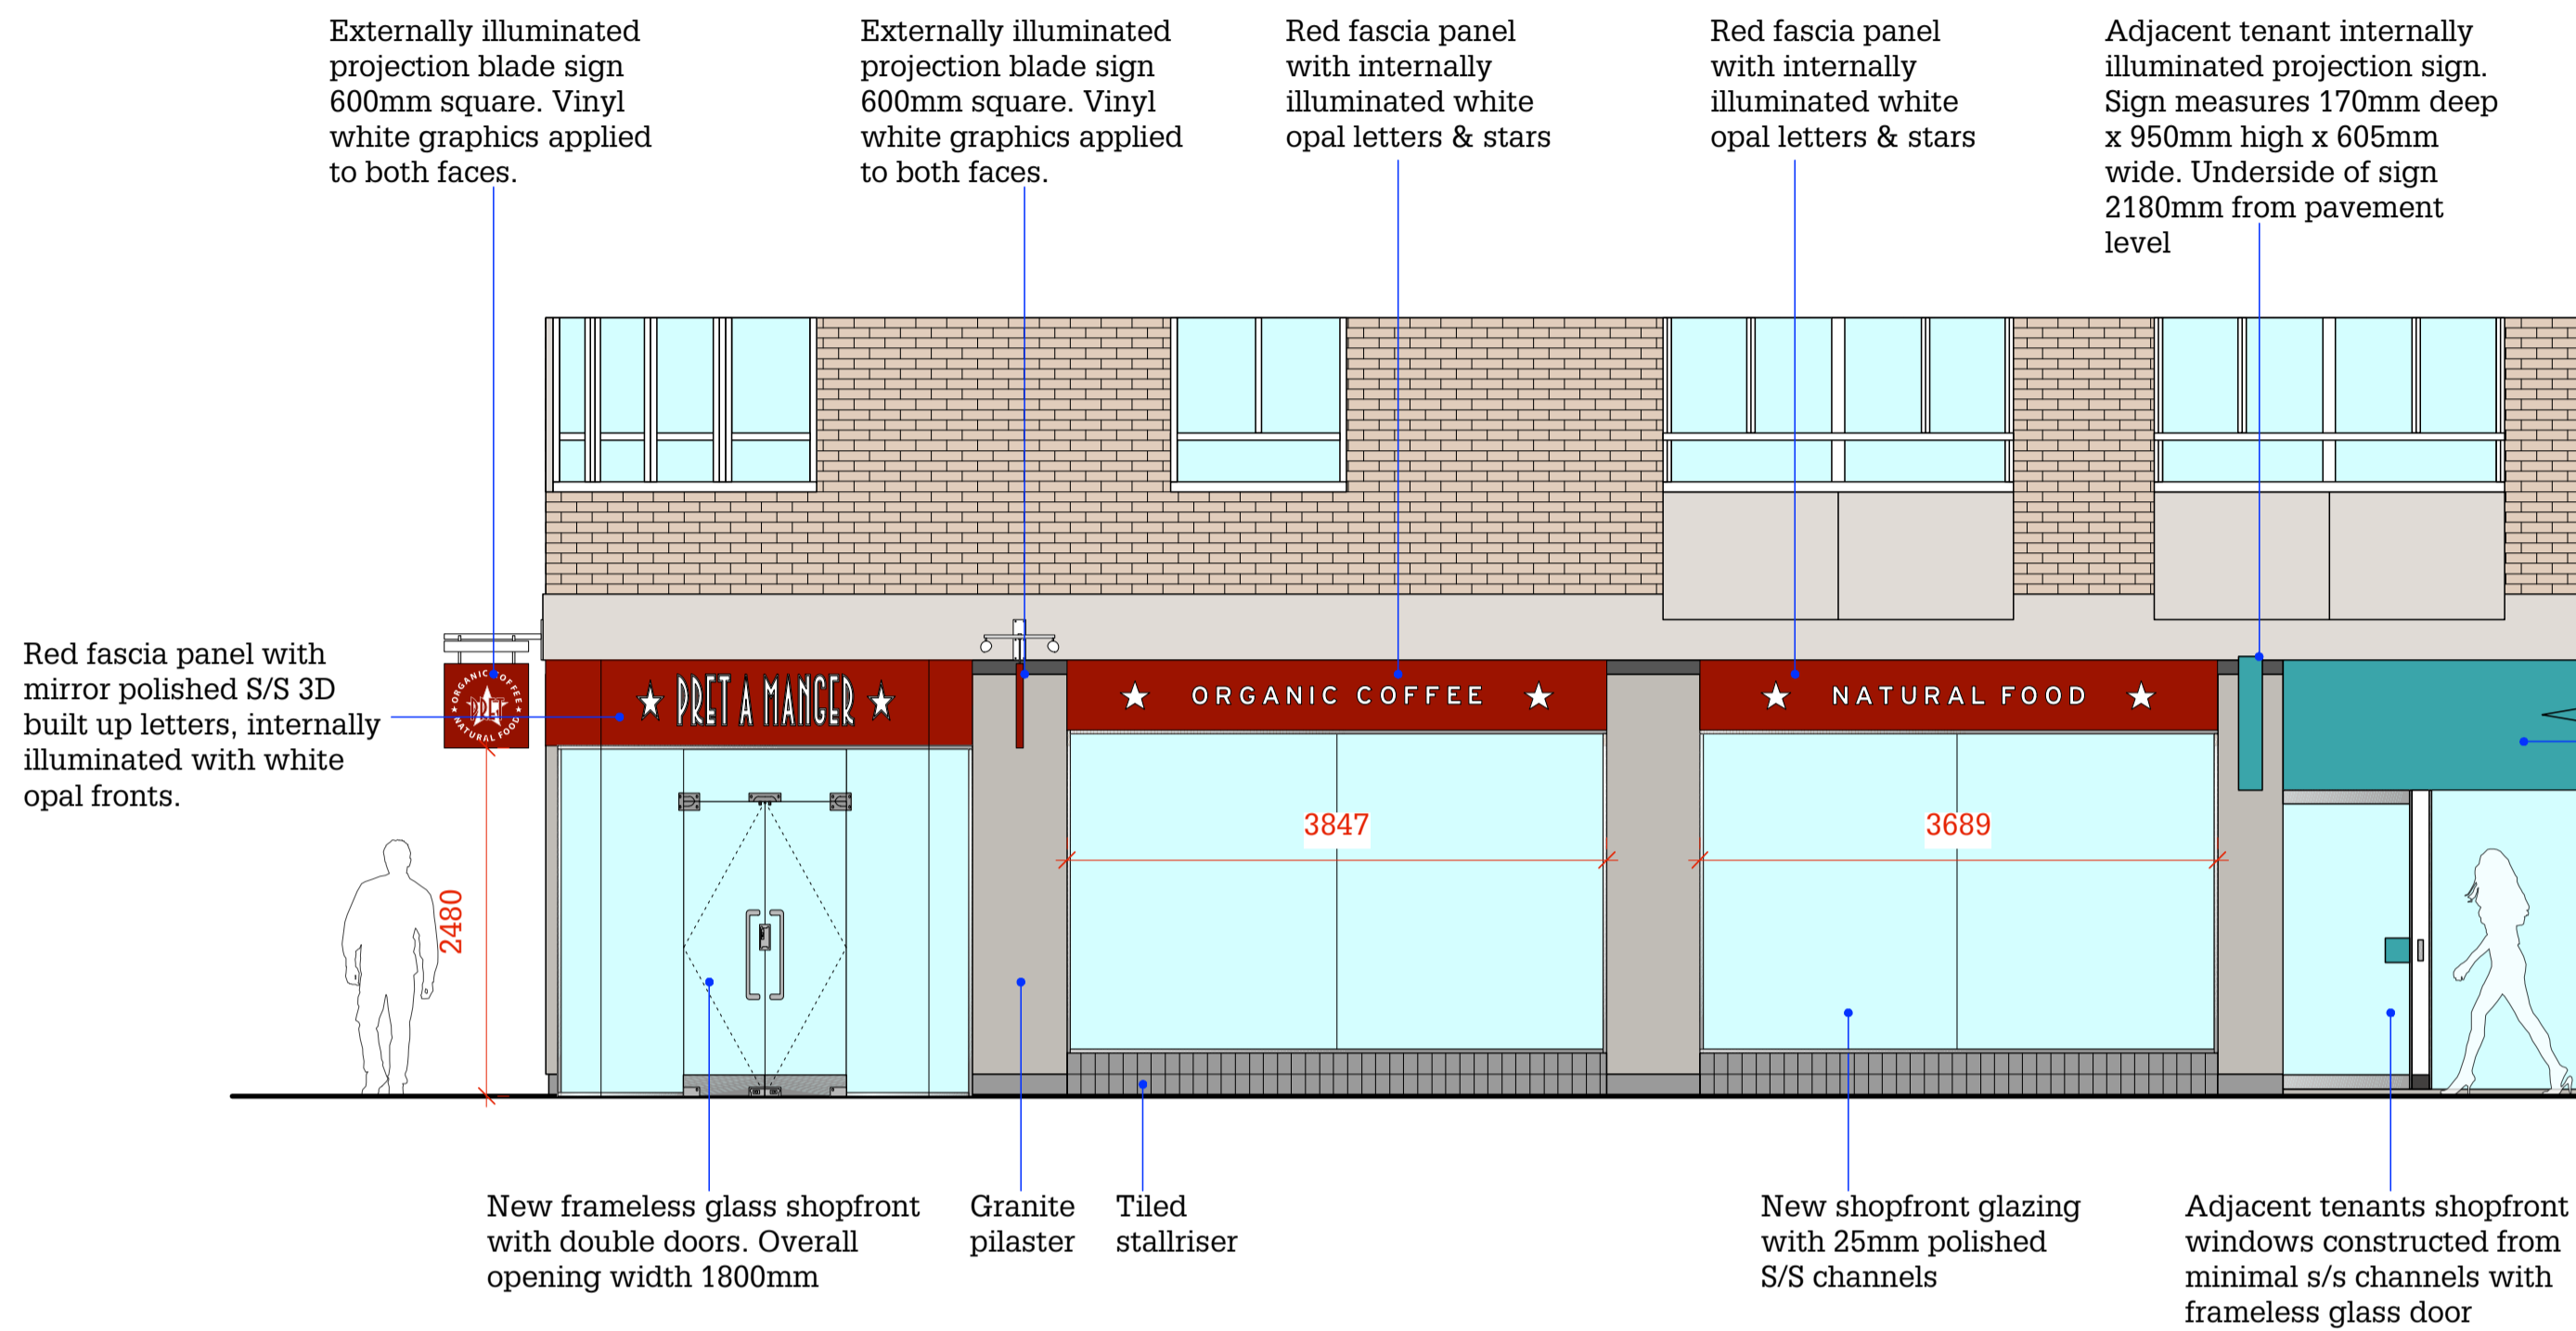 Externally illuminated
projection blade sign
600mm square. Vinyl
white graphics applied
to both faces.
Externally illuminated
projection blade sign
600mm square. Vinyl
white graphics applied
to both faces.
Red fascia panel
with internally
illuminated white
opal letters & stars
Red fascia panel
with internally
illuminated white
opal letters & stars
Adjacent tenant internally
illuminated projection sign.
Sign measures 170mm deep
x 950mm high x 605mm
wide. Underside of sign
2180mm from pavement
level
Red fascia panel with
mirror polished S/S 3D
built up letters, internally
illuminated with white
opal fronts.
ORGANIC COFFEE
PRET
NATURAL FOOD
PRET A MANGER
ORGANIC COFFEE
NATURAL FOOD
3847
3689
2480
New frameless glass shopfront
with double doors. Overall
opening width 1800mm
Granite
pilaster
Tiled
stallriser
New shopfront glazing
with 25mm polished
S/S channels
Adjacent tenants shopfront
windows constructed from
minimal s/s channels with
frameless glass door